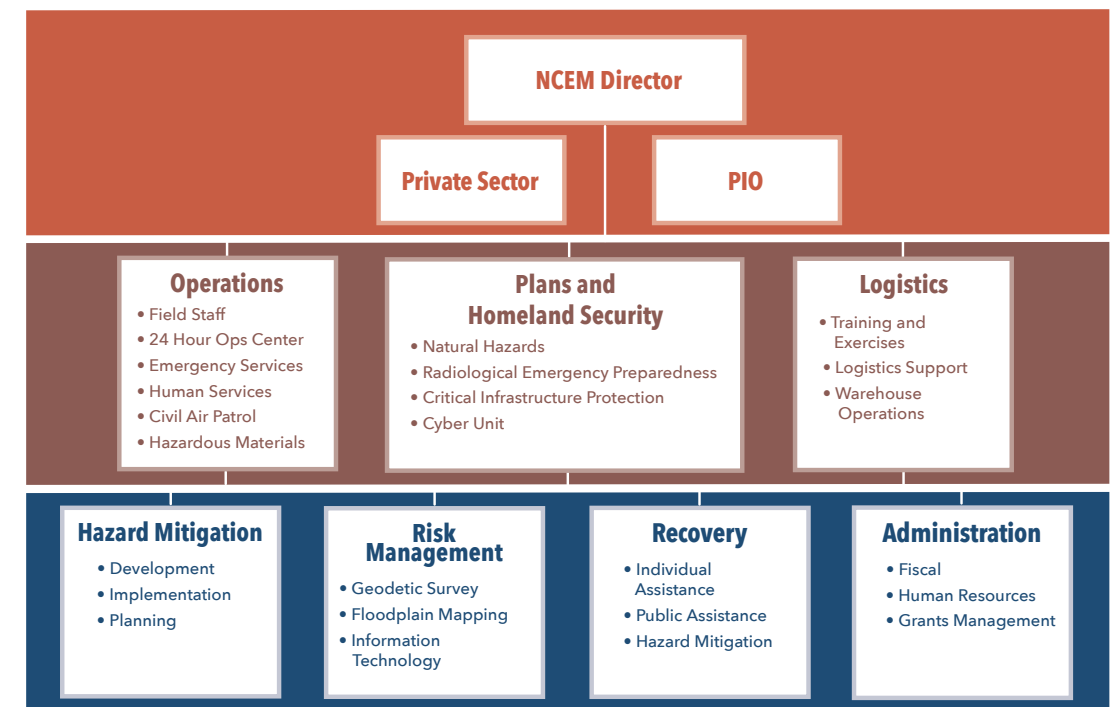 NCEM Director
Private Sector
PIO
Operations
• Field Staff
• 24 Hour Ops Center
• Emergency Services
• Human Services
• Civil Air Patrol
• Hazardous Materials
Plans and
Homeland Security
• Natural Hazards
• Radiological Emergency Preparedness
• Critical Infrastructure Protection
• Cyber Unit
Logistics
• Training and
Exercises
• Logistics Support
• Warehouse
Operations
Hazard Mitigation
• Development
• Implementation
• Planning
Risk
Management
• Geodetic Survey
• Floodplain Mapping
• Information
Technology
Recovery
• Individual
Assistance
• Public Assistance
• Hazard Mitigation
Administration
• Fiscal
• Human Resources
• Grants Management